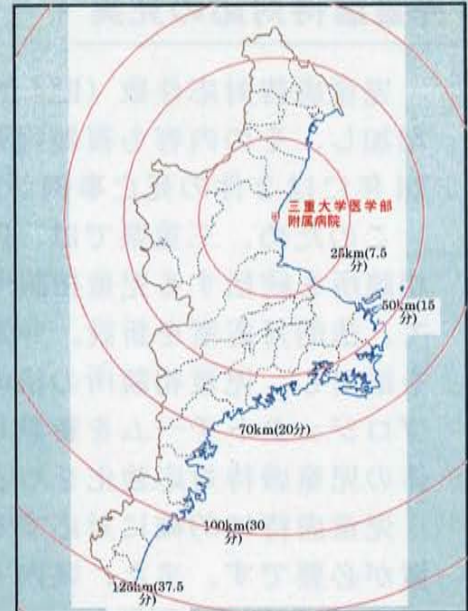 三重大学医学部
附属病院
25km(7.5
分)
50km(15
分)
70km(20分)
100km(30
分)
125km(37.5
分)